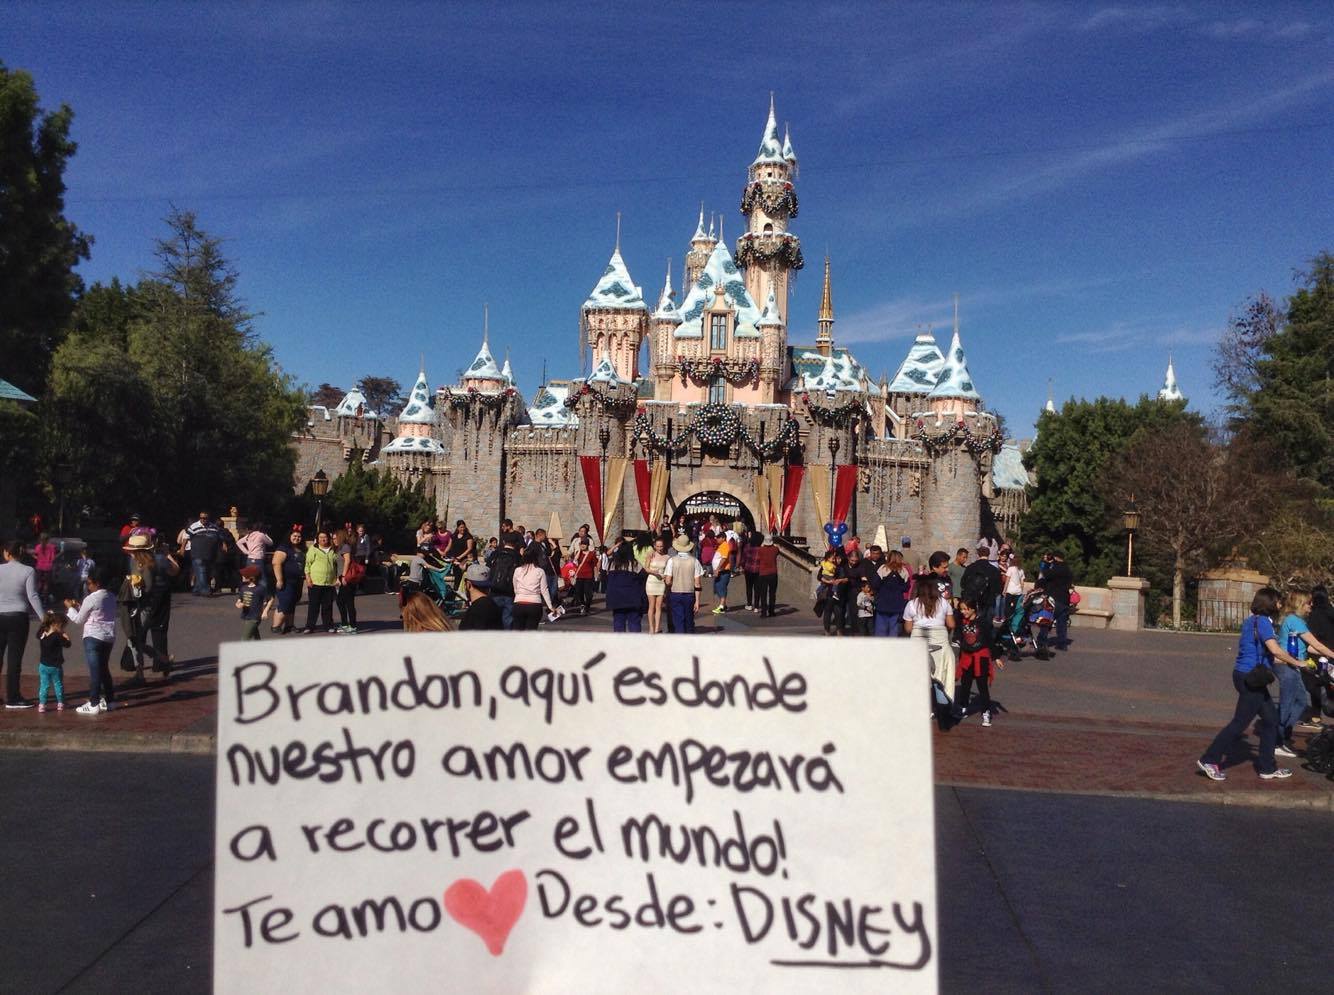 Brandon, aquí es donde
nuestro amor empezará
a recorrer el mundo!
Te amo Desde: DISNEY